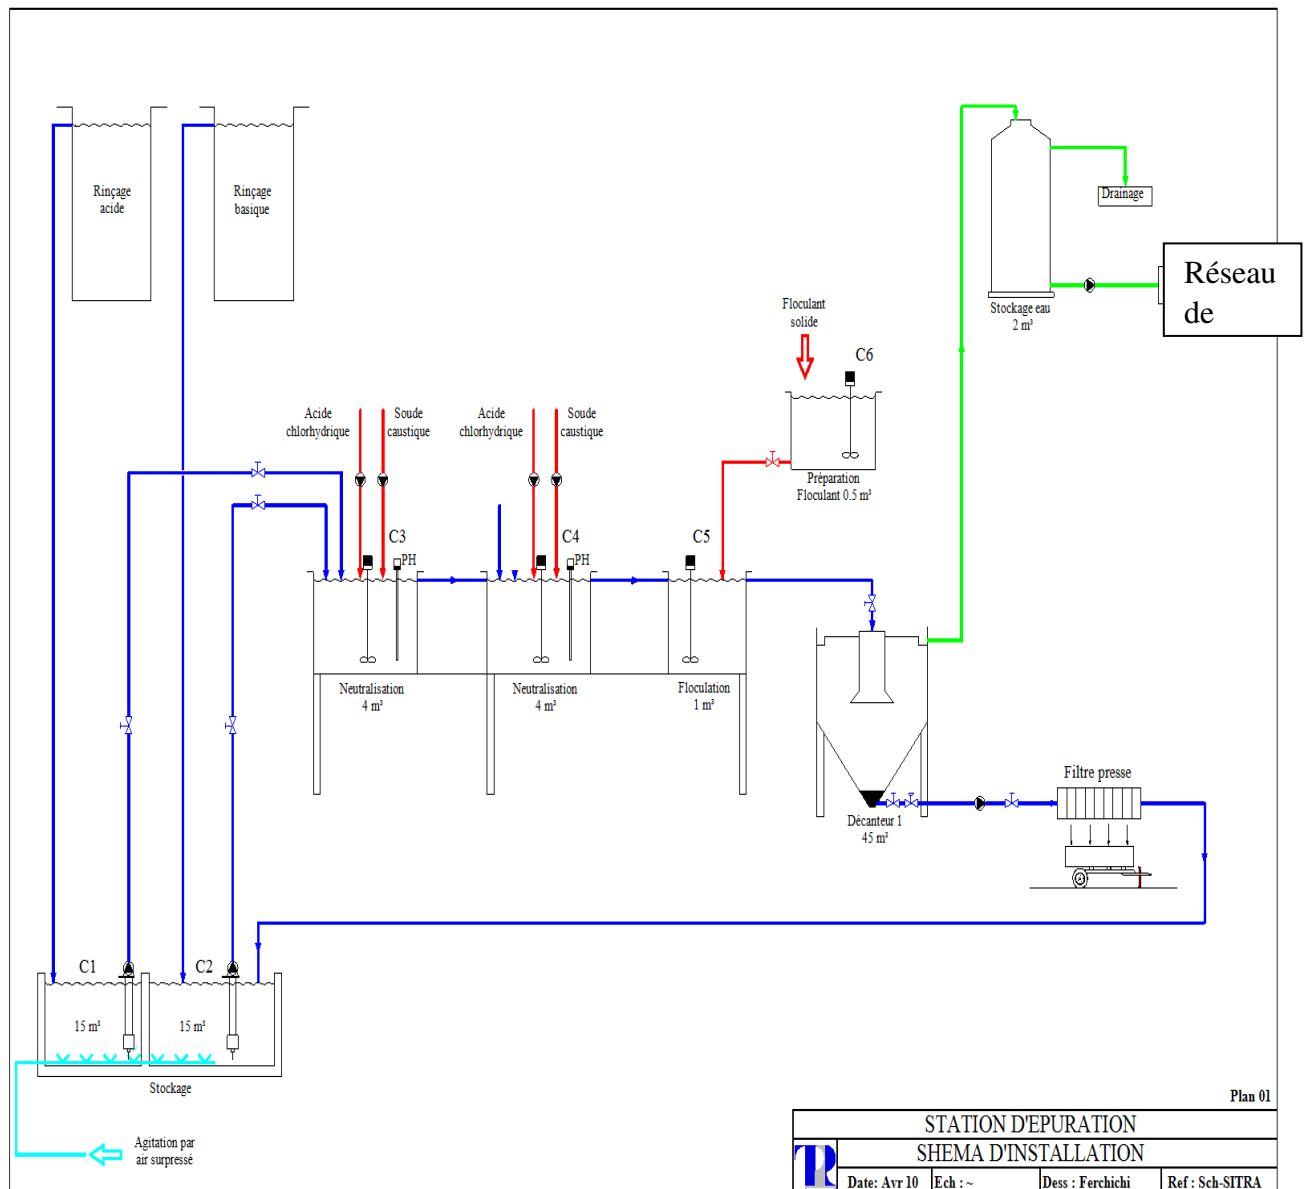 Rinçage
acide
Rinçage
basique
Drainage
Réseau
de
Stockage eau
2 m³
Floculant
solide
C6
Acide
chlorhydrique
Soude
caustique
Acide
chlorhydrique
Soude
caustique
Préparation
Floculant 0.5 m³
C3
PH
C4
PH
C5
Neutralisation
4 m³
Neutralisation
4 m³
Floculation
1 m³
Filtre presse
Décanteur 1
45 m³
C1
C2
15 m³
15 m³
Stockage
Agitation par
air surpressé
Plan 01
STATION D'EPURATION
SHEMA D'INSTALLATION
Date: Avr 10
Ech : ~
Dess : Ferchichi
Ref : Sch-SITRA